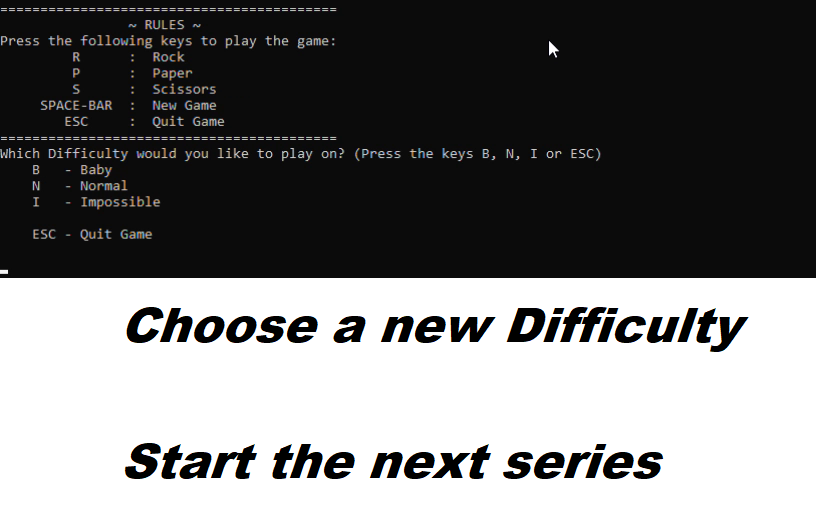 ==========================================
~ RULES ~
Press the following keys to play the game:
R : Rock
P : Paper
S : Scissors
SPACE-BAR : New Game
ESC : Quit Game
==========================================
Which Difficulty would you like to play on? (Press the keys B, N, I or ESC)
B - Baby
N - Normal
I - Impossible
ESC - Quit Game
Choose a new Difficulty
Start the next series